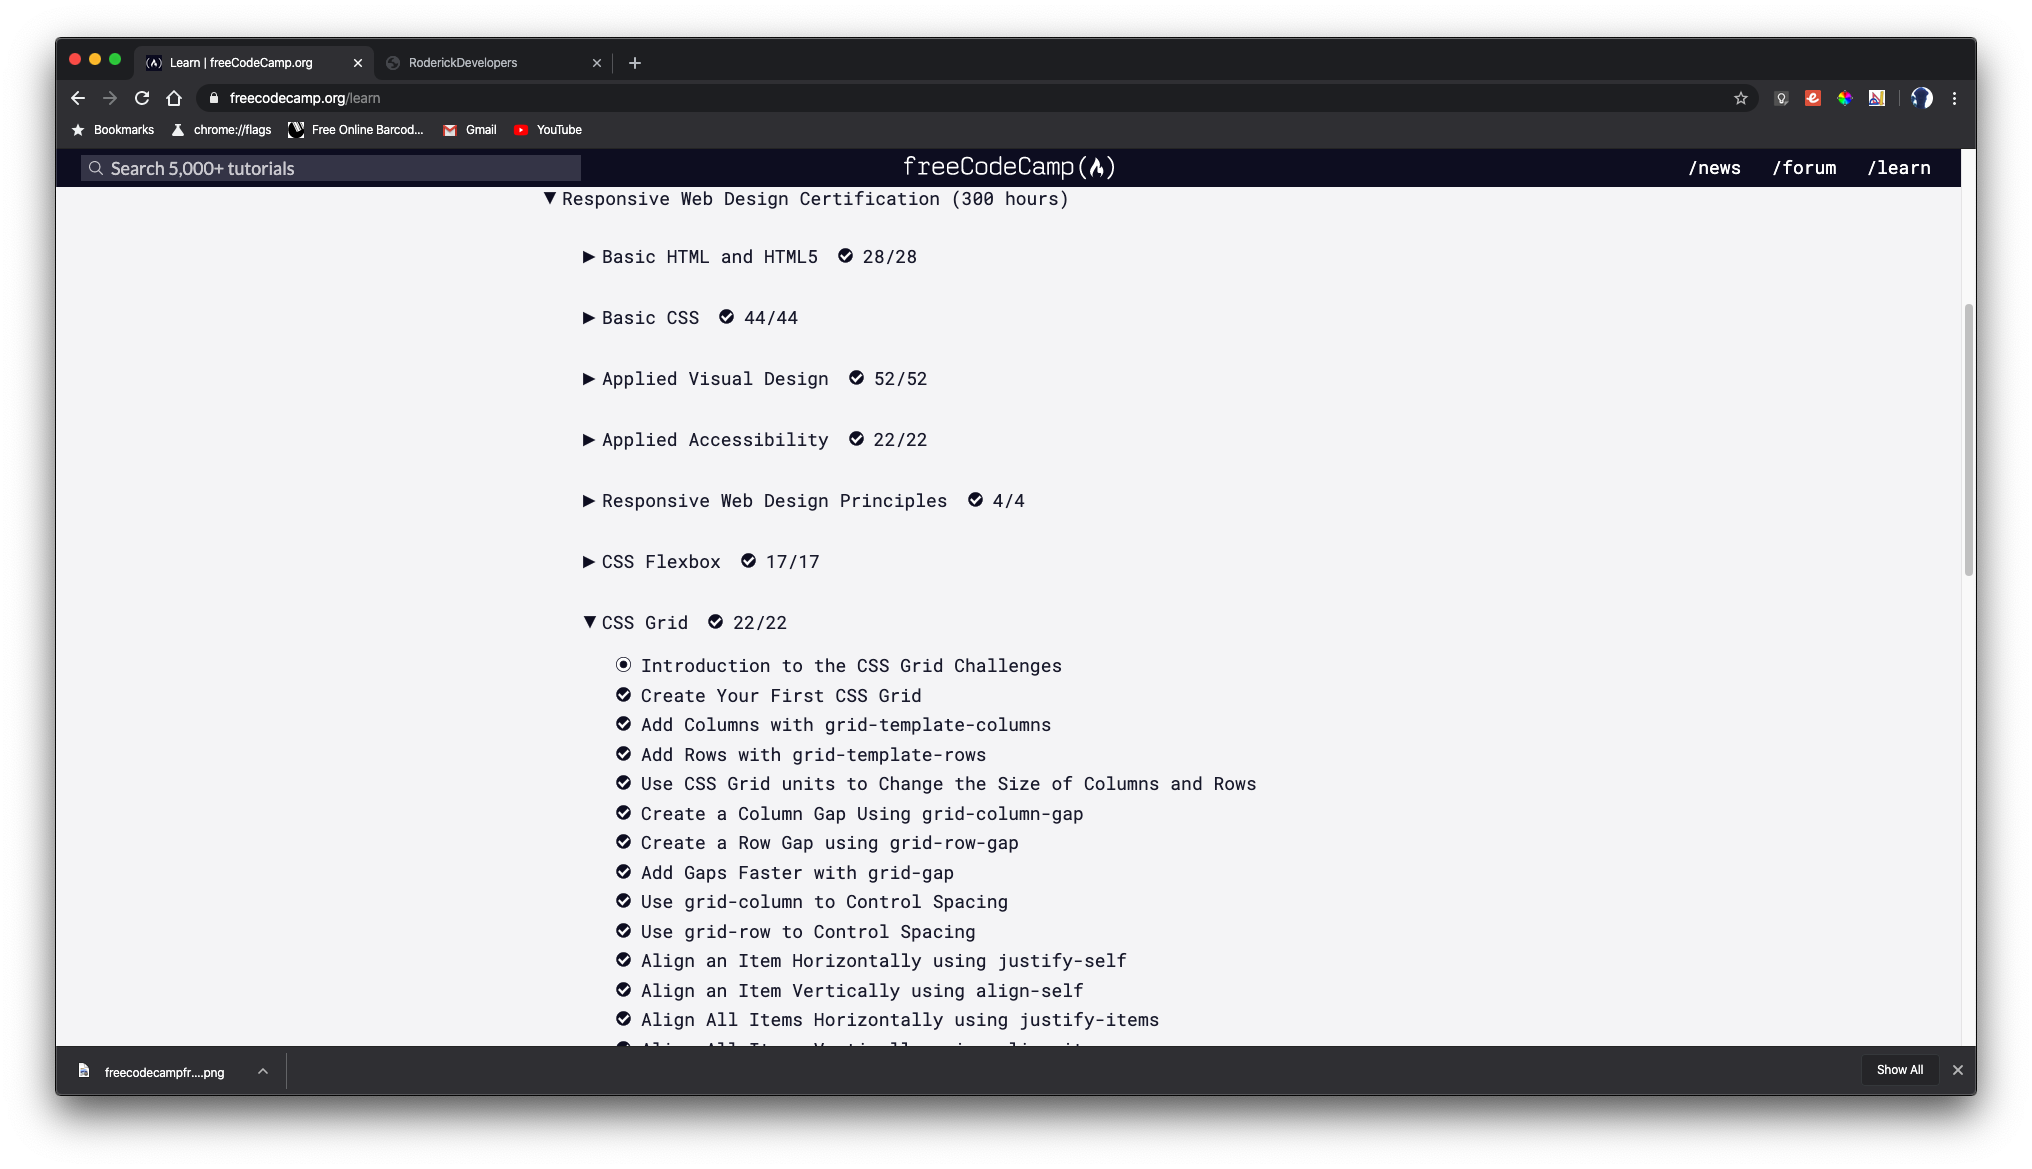 Learn | freeCodeCamp.org
RoderickDevelopers
freecodecamp.org/learn
Bookmarks chrome://flags Free Online Barcod... Gmail YouTube
Search 5,000+ tutorials
freeCodeCamp
/news /forum /learn
Responsive Web Design Certification (300 hours)
Basic HTML and HTML5 28/28
Basic CSS 44/44
Applied Visual Design 52/52
Applied Accessibility 22/22
Responsive Web Design Principles 4/4
CSS Flexbox 17/17
CSS Grid 22/22
Introduction to the CSS Grid Challenges
Create Your First CSS Grid
Add Columns with grid-template-columns
Add Rows with grid-template-rows
Use CSS Grid units to Change the Size of Columns and Rows
Create a Column Gap Using grid-column-gap
Create a Row Gap using grid-row-gap
Add Gaps Faster with grid-gap
Use grid-column to Control Spacing
Use grid-row to Control Spacing
Align an Item Horizontally using justify-self
Align an Item Vertically using align-self
Align All Items Horizontally using justify-items
freecodecampfr....png
Show All